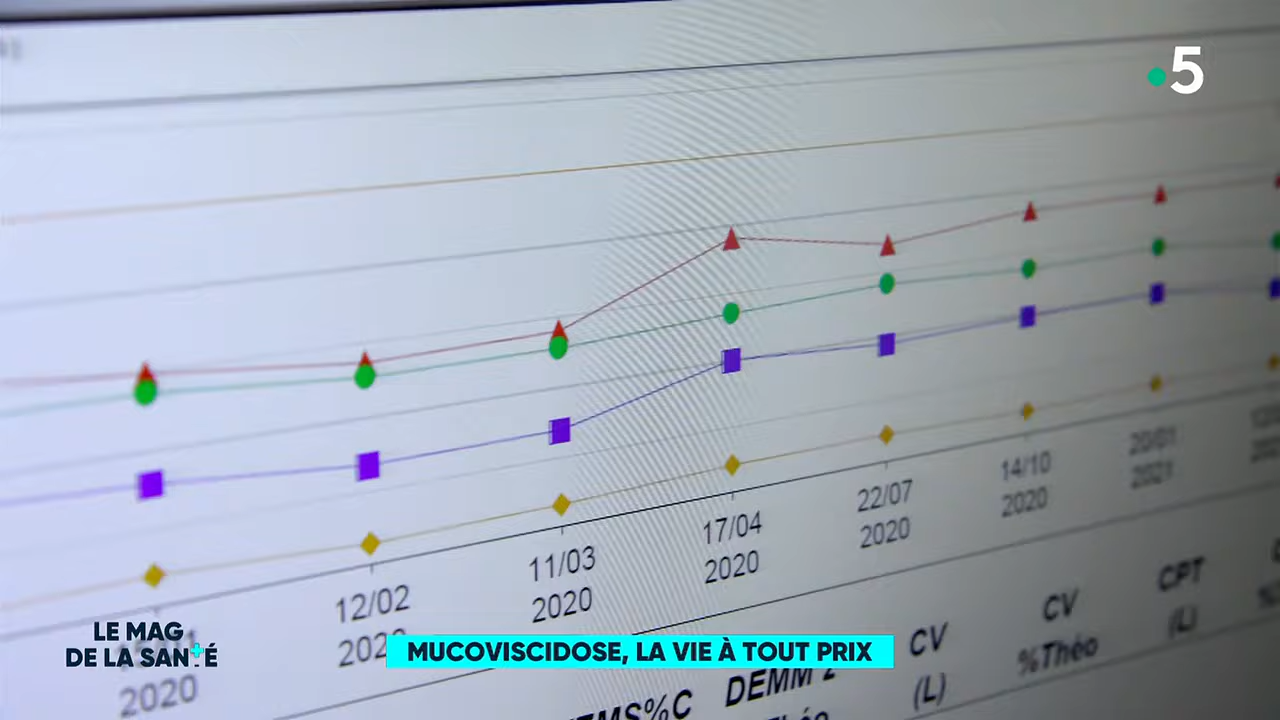 5
17/04
2020
22/07
2020
14/10
2020
20/01
2021
11/03
2020
12/02
2020
CPT
(L)
CV
%Théo
CV
(L)
DEMM 2
LE MAG
DE LA SANTÉ
MUCOVISCIDOSE, LA VIE À TOUT PRIX